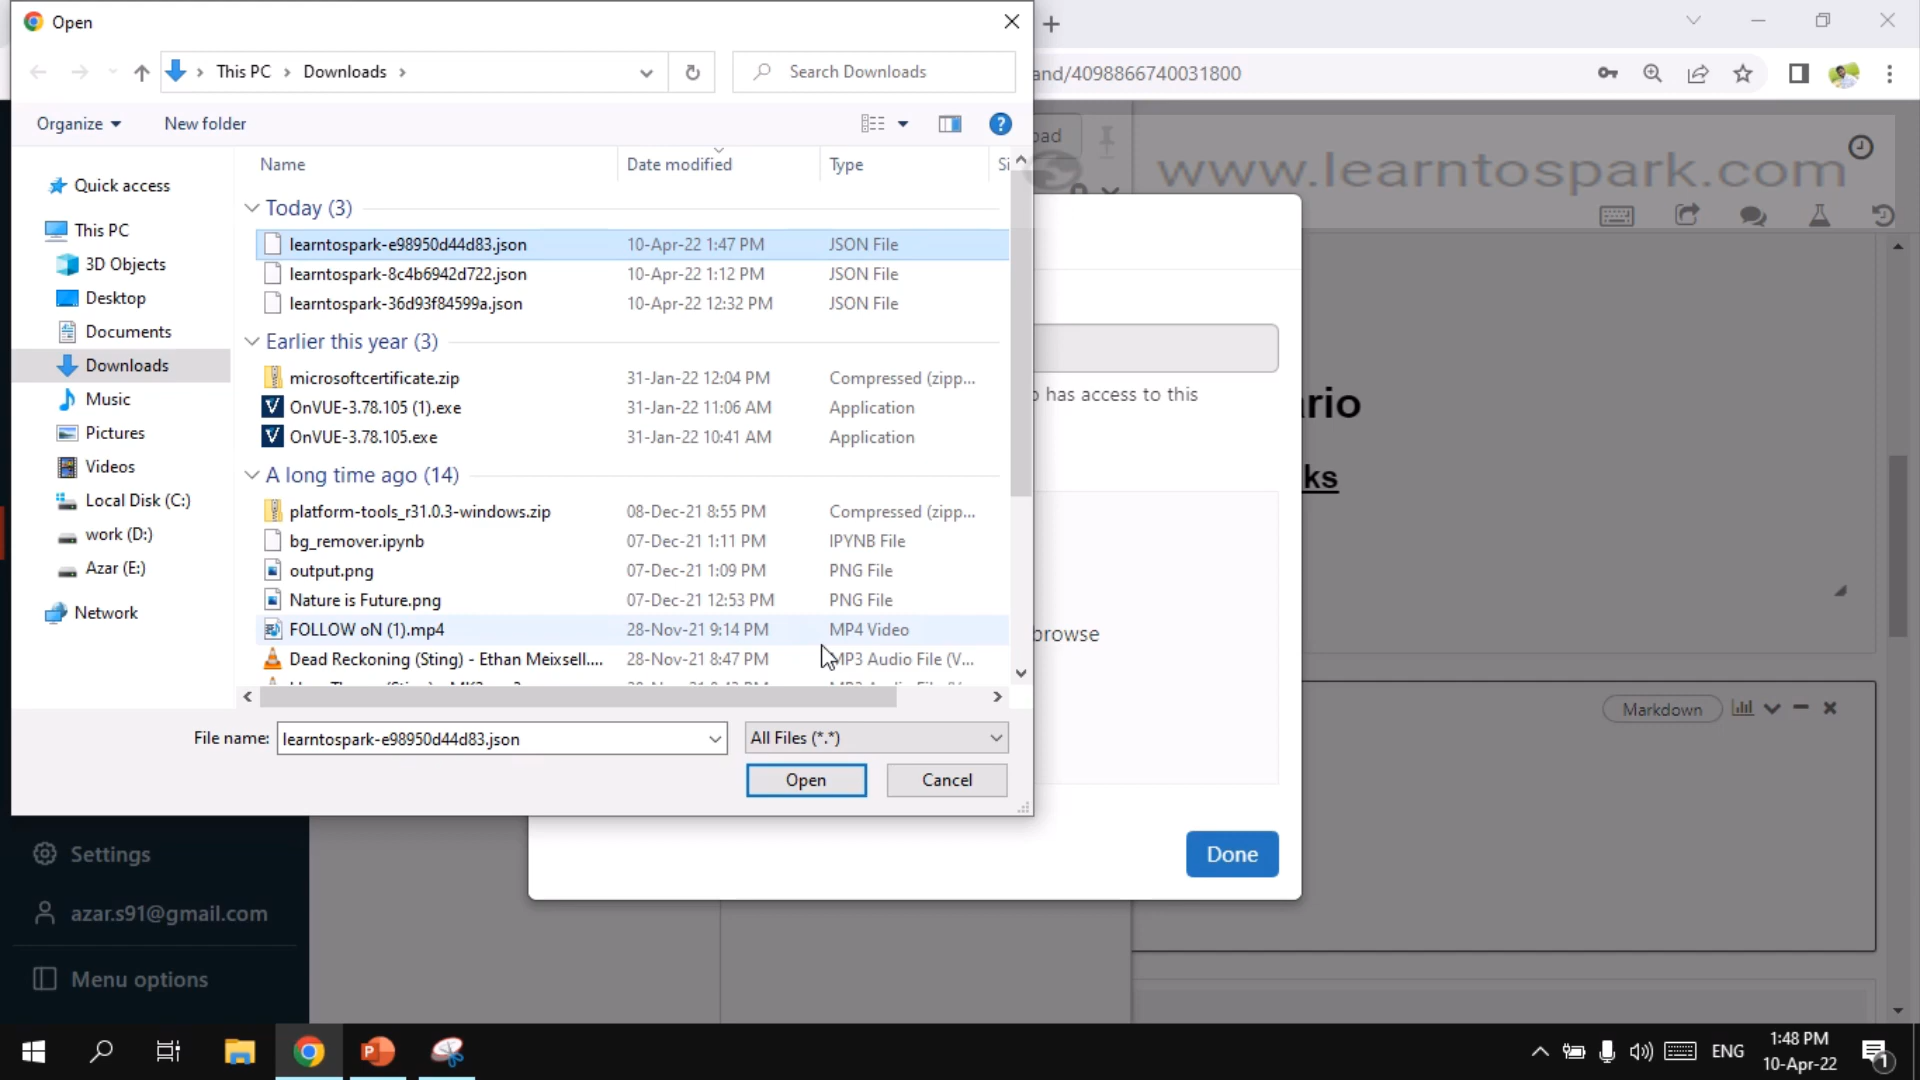 Open
and/4098866740031800
This PC
Downloads
Search Downloads
Organize
New folder
Name
Date modified
Type
www.learntospark.com
Quick access
This PC
3D Objects
Desktop
Documents
Downloads
Music
Pictures
Videos
Local Disk (C:)
work (D:)
Azar (E:)
Network
Today (3)
learntospark-e98950d44d83.json 10-Apr-22 1:47 PM JSON File
learntospark-8c4b6942d722.json 10-Apr-22 1:12 PM JSON File
learntospark-36d93f84599a.json 10-Apr-22 12:32 PM JSON File
Earlier this year (3)
microsoftcertificate.zip 31-Jan-22 12:04 PM Compressed (zipp...
OnVUE-3.78.105 (1).exe 31-Jan-22 11:06 AM Application
OnVUE-3.78.105.exe 31-Jan-22 10:41 AM Application
A long time ago (14)
platform-tools_r31.0.3-windows.zip 08-Dec-21 8:55 PM Compressed (zipp...
bg_remover.ipynb 07-Dec-21 1:11 PM IPYNB File
output.png 07-Dec-21 1:09 PM PNG File
Nature is Future.png 07-Dec-21 12:53 PM PNG File
FOLLOW oN (1).mp4 28-Nov-21 9:14 PM MP4 Video
Dead Reckoning (Sting) - Ethan Meixsell.... 28-Nov-21 8:47 PM MP3 Audio File (V...
has access to this
rio
ks
browse
Markdown
File name: learntospark-e98950d44d83.json
All Files (*.*)
Open
Cancel
Done
Settings
azar.s91@gmail.com
Menu options
ENG
1:48 PM
10-Apr-22
1